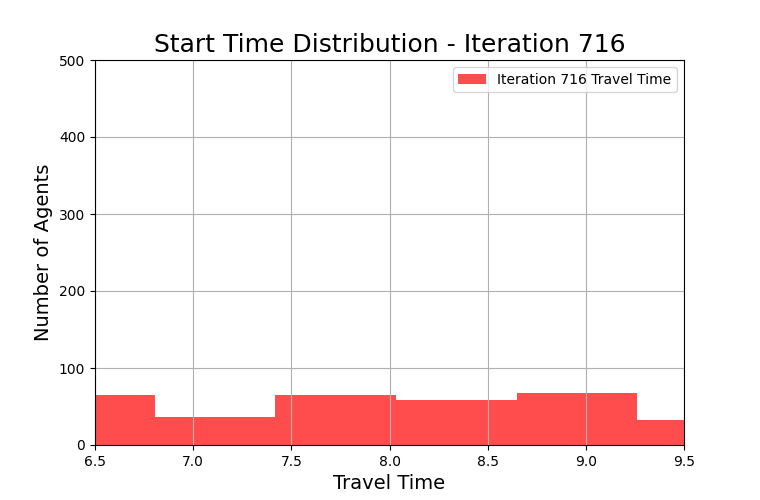 Start Time Distribution - Iteration 716
Iteration 716 Travel Time
Number of Agents
500
400
300
200
100
0
6.5 7.0 7.5 8.0 8.5 9.0 9.5
Travel Time